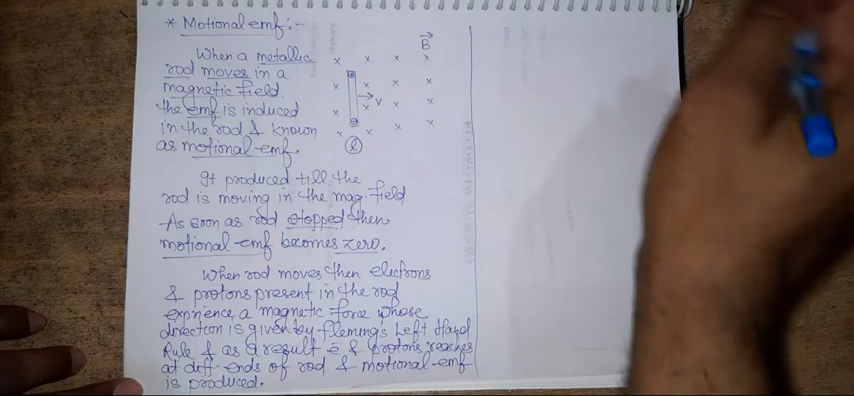 * Motional emf:-
When a metallic
rod moves in a
magnetic field.
the emf is induced
in the rod & known
as motional-emf.
B
x x x x
x x x
x x x
x x x x
v
l
It produced till the
rod is moving in the mag. field
As soon as rod stopped then
motional-emf becomes zero.
When rod moves then electrons
& protons present in the rod
exprience a magnetic force whose
direction is given by fleming's Left Hand
Rule & as a result e & protons reaches
at diff. ends of rod & motional-emf
is produced.